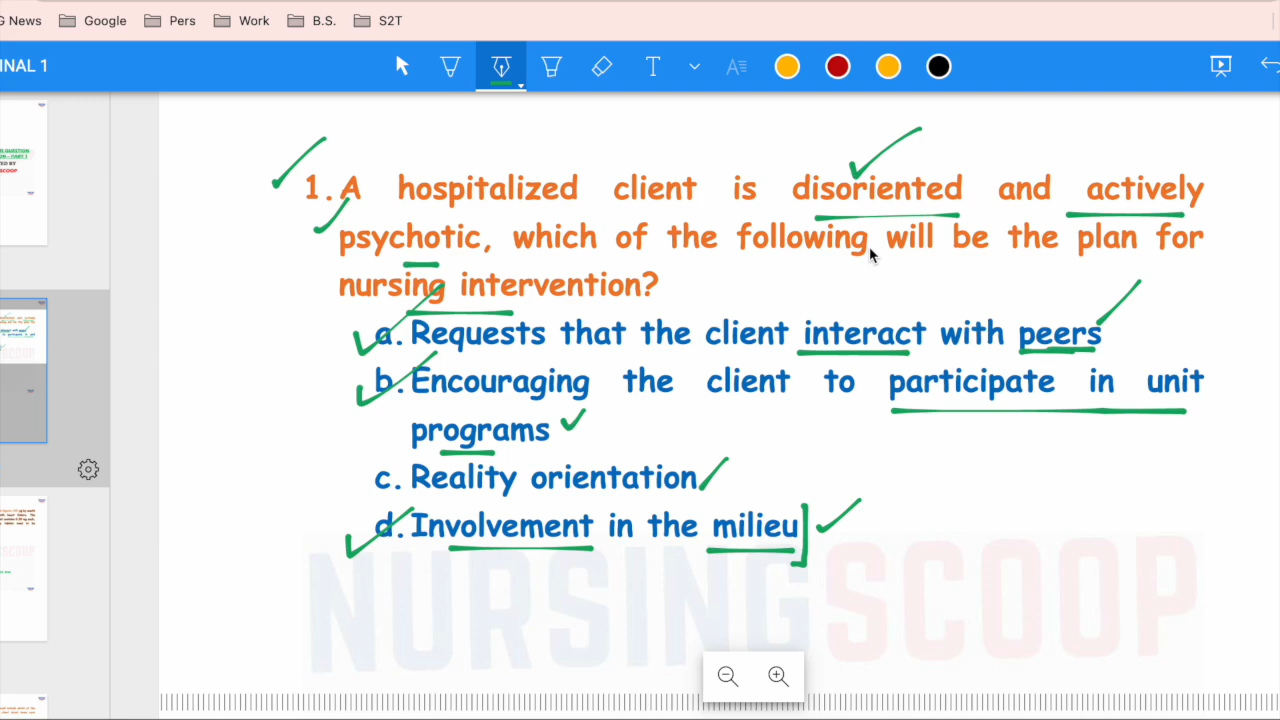 G News Google Pers Work B.S. S2T
INAL 1
T
1. A hospitalized client is disoriented and actively
psychotic, which of the following will be the plan for
nursing intervention?
a. Requests that the client interact with peers
b. Encouraging the client to participate in unit
programs
c. Reality orientation
d. Involvement in the milieu
NURSINGSCOOP